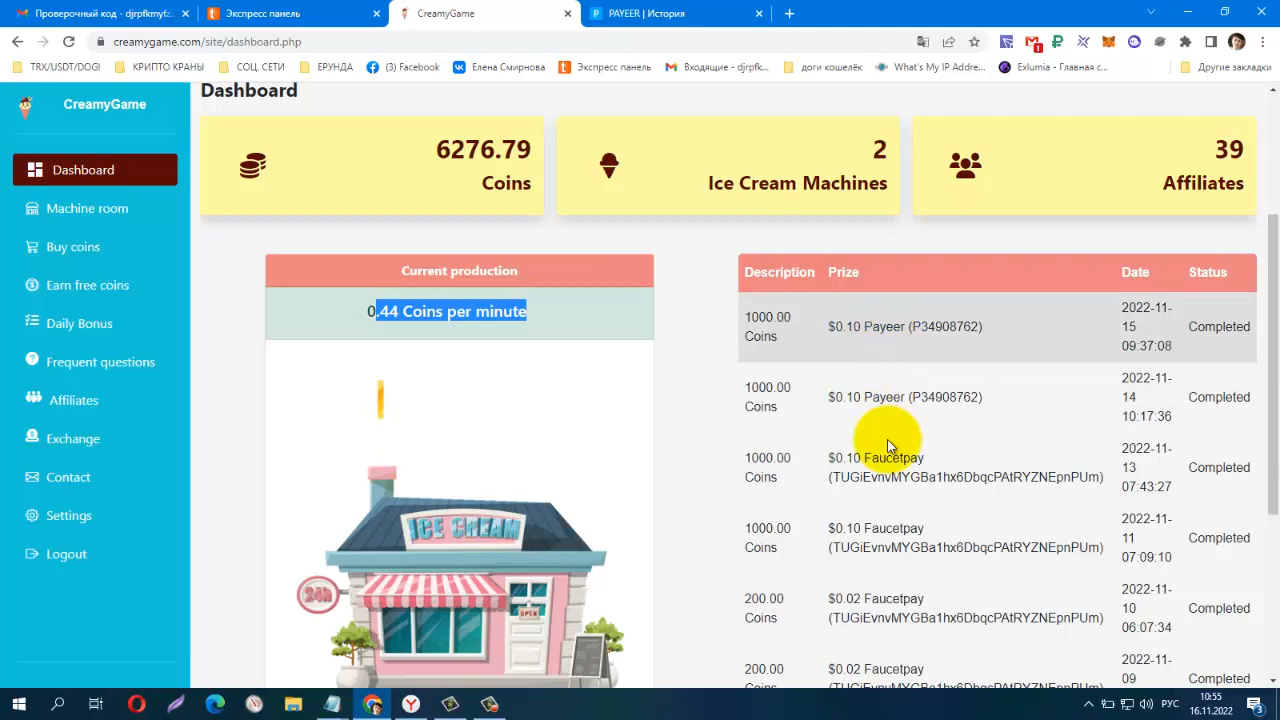 Проверочный код - djrpfkmyfz
Экспресс панель
CreamyGame
PAYEER | История
creamygame.com/site/dashboard.php
TRX/USDT/DOGI
КРИПТО КРАНЫ
СОЦ. СЕТИ
ЕРУНДА
(3) Facebook
Елена Смирнова
Экспресс панель
Входящие - djrpfk...
доги кошелёк
What's My IP Addre...
Exlumia - Главная с...
Другие закладки
CreamyGame
Dashboard
Machine room
Buy coins
Earn free coins
Daily Bonus
Frequent questions
Affiliates
Exchange
Contact
Settings
Logout
Dashboard
6276.79
Coins
2
Ice Cream Machines
39
Affiliates
Current production
0.44 Coins per minute
24h
ICE CREAM
OPEN
Description Prize Date Status
1000.00 Coins $0.10 Payeer (P34908762) 2022-11-15 09:37:08 Completed
1000.00 Coins $0.10 Payeer (P34908762) 2022-11-14 10:17:36 Completed
1000.00 Coins $0.10 Faucetpay (TUGiEvnvMYGBa1hx6DbqcPAtRYZNEpnPUm) 2022-11-13 07:43:27 Completed
1000.00 Coins $0.10 Faucetpay (TUGiEvnvMYGBa1hx6DbqcPAtRYZNEpnPUm) 2022-11-11 07:09:10 Completed
200.00 Coins $0.02 Faucetpay (TUGiEvnvMYGBa1hx6DbqcPAtRYZNEpnPUm) 2022-11-10 06:07:34 Completed
200.00 Coins $0.02 Faucetpay (TUGiEvnvMYGBa1hx6DbqcPAtRYZNEpnPUm) 2022-11-09 Completed
РУС
10:55
16.11.2022
3